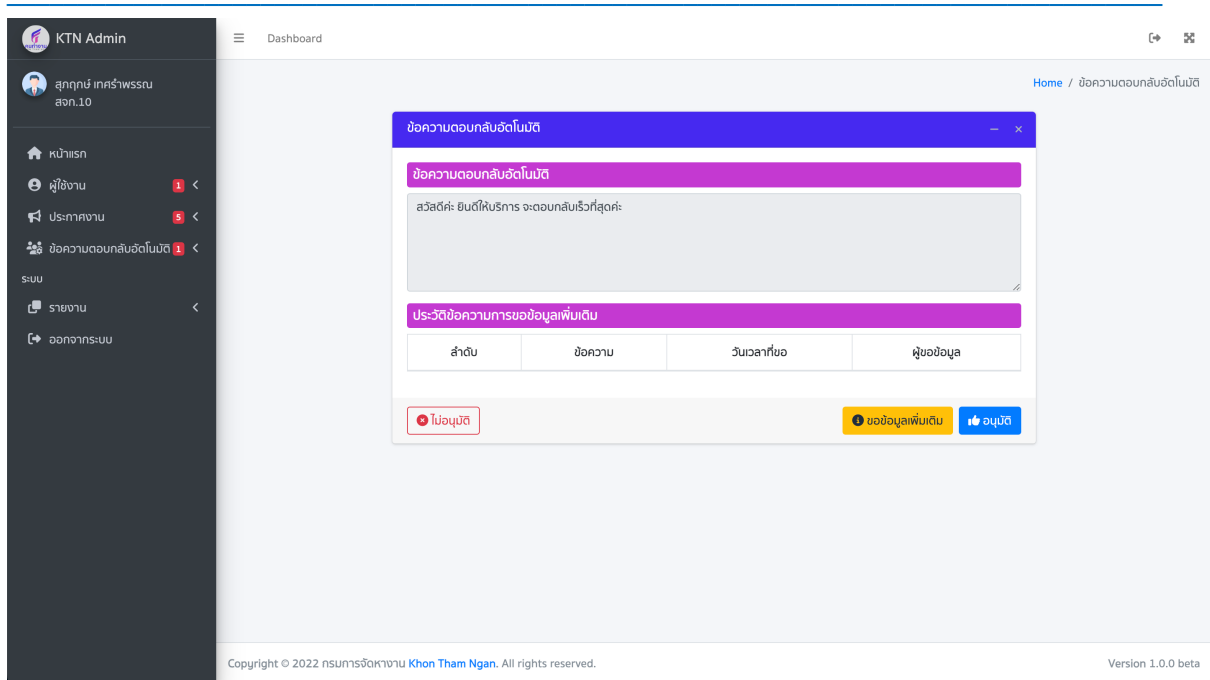 KTN Admin
Dashboard
สุภฤกษ์ เทศรำพรรณ
สจก.10
Home / ข้อความตอบกลับอัตโนมัติ
ข้อความตอบกลับอัตโนมัติ
หน้าแรก
ผู้ใช้งาน 1
ประกาศงาน 5
ข้อความตอบกลับอัตโนมัติ 1
ระบบ
รายงาน
ออกจากระบบ
ข้อความตอบกลับอัตโนมัติ
สวัสดีค่ะ ยินดีให้บริการ จะตอบกลับเร็วที่สุดค่ะ
ประวัติข้อความการขอข้อมูลเพิ่มเติม
ลำดับ ข้อความ วันเวลาที่ขอ ผู้ขอข้อมูล
ไม่อนุมัติ ขอข้อมูลเพิ่มเติม อนุมัติ
Copyright © 2022 กรมการจัดหางาน Khon Tham Ngan. All rights reserved. Version 1.0.0 beta